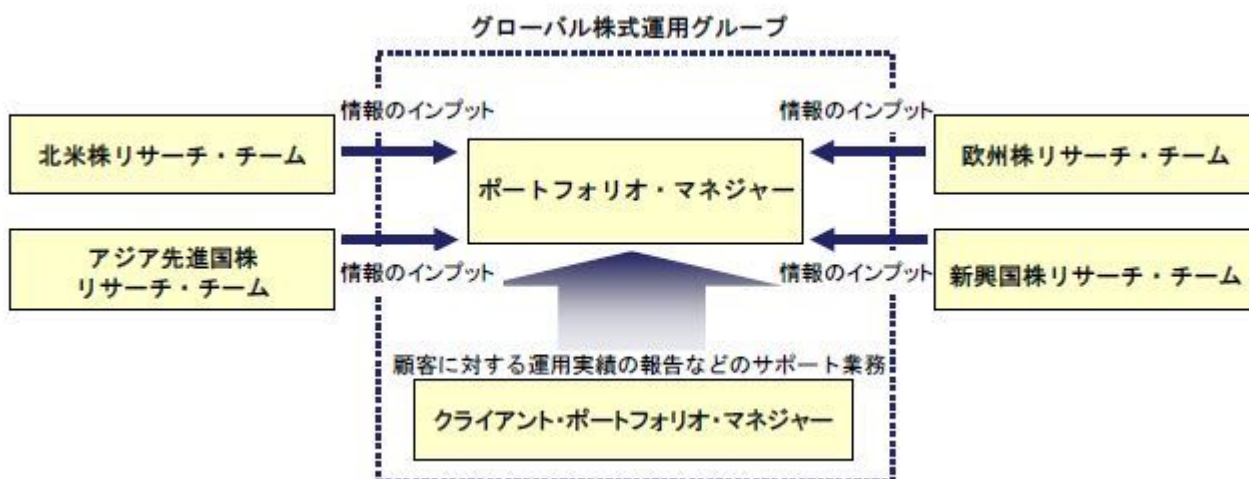 グローバル株式運用グループ
情報のインプット
情報のインプット
北米株リサーチ・チーム
ポートフォリオ・マネジャー
欧州株リサーチ・チーム
アジア先進国株
リサーチ・チーム
情報のインプット
情報のインプット
新興国株リサーチ・チーム
顧客に対する運用実績の報告などのサポート業務
クライアント・ポートフォリオ・マネジャー